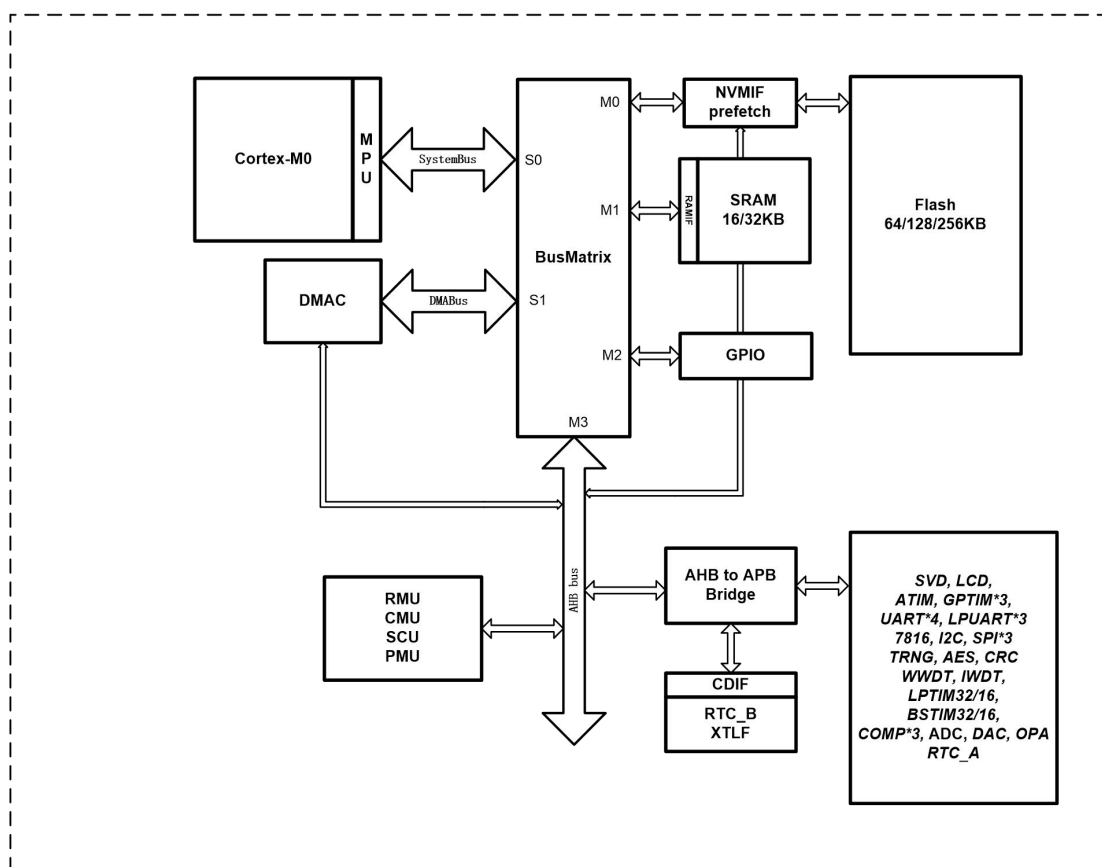 Cortex-M0
M
P
U
SystemBus
S0
DMAC
DMABus
S1
BusMatrix
M0
M1
M2
M3
NVMIF
prefetch
RAMIF
SRAM
16/32KB
GPIO
Flash
64/128/256KB
AHB bus
RMU
CMU
SCU
PMU
AHB to APB
Bridge
CDIF
RTC_B
XTLF
SVD, LCD,
ATIM, GPTIM*3,
UART*4, LPUART*3
7816, I2C, SPI*3
TRNG, AES, CRC
WWDT, IWDT,
LPTIM32/16,
BSTIM32/16,
COMP*3, ADC, DAC, OPA
RTC_A